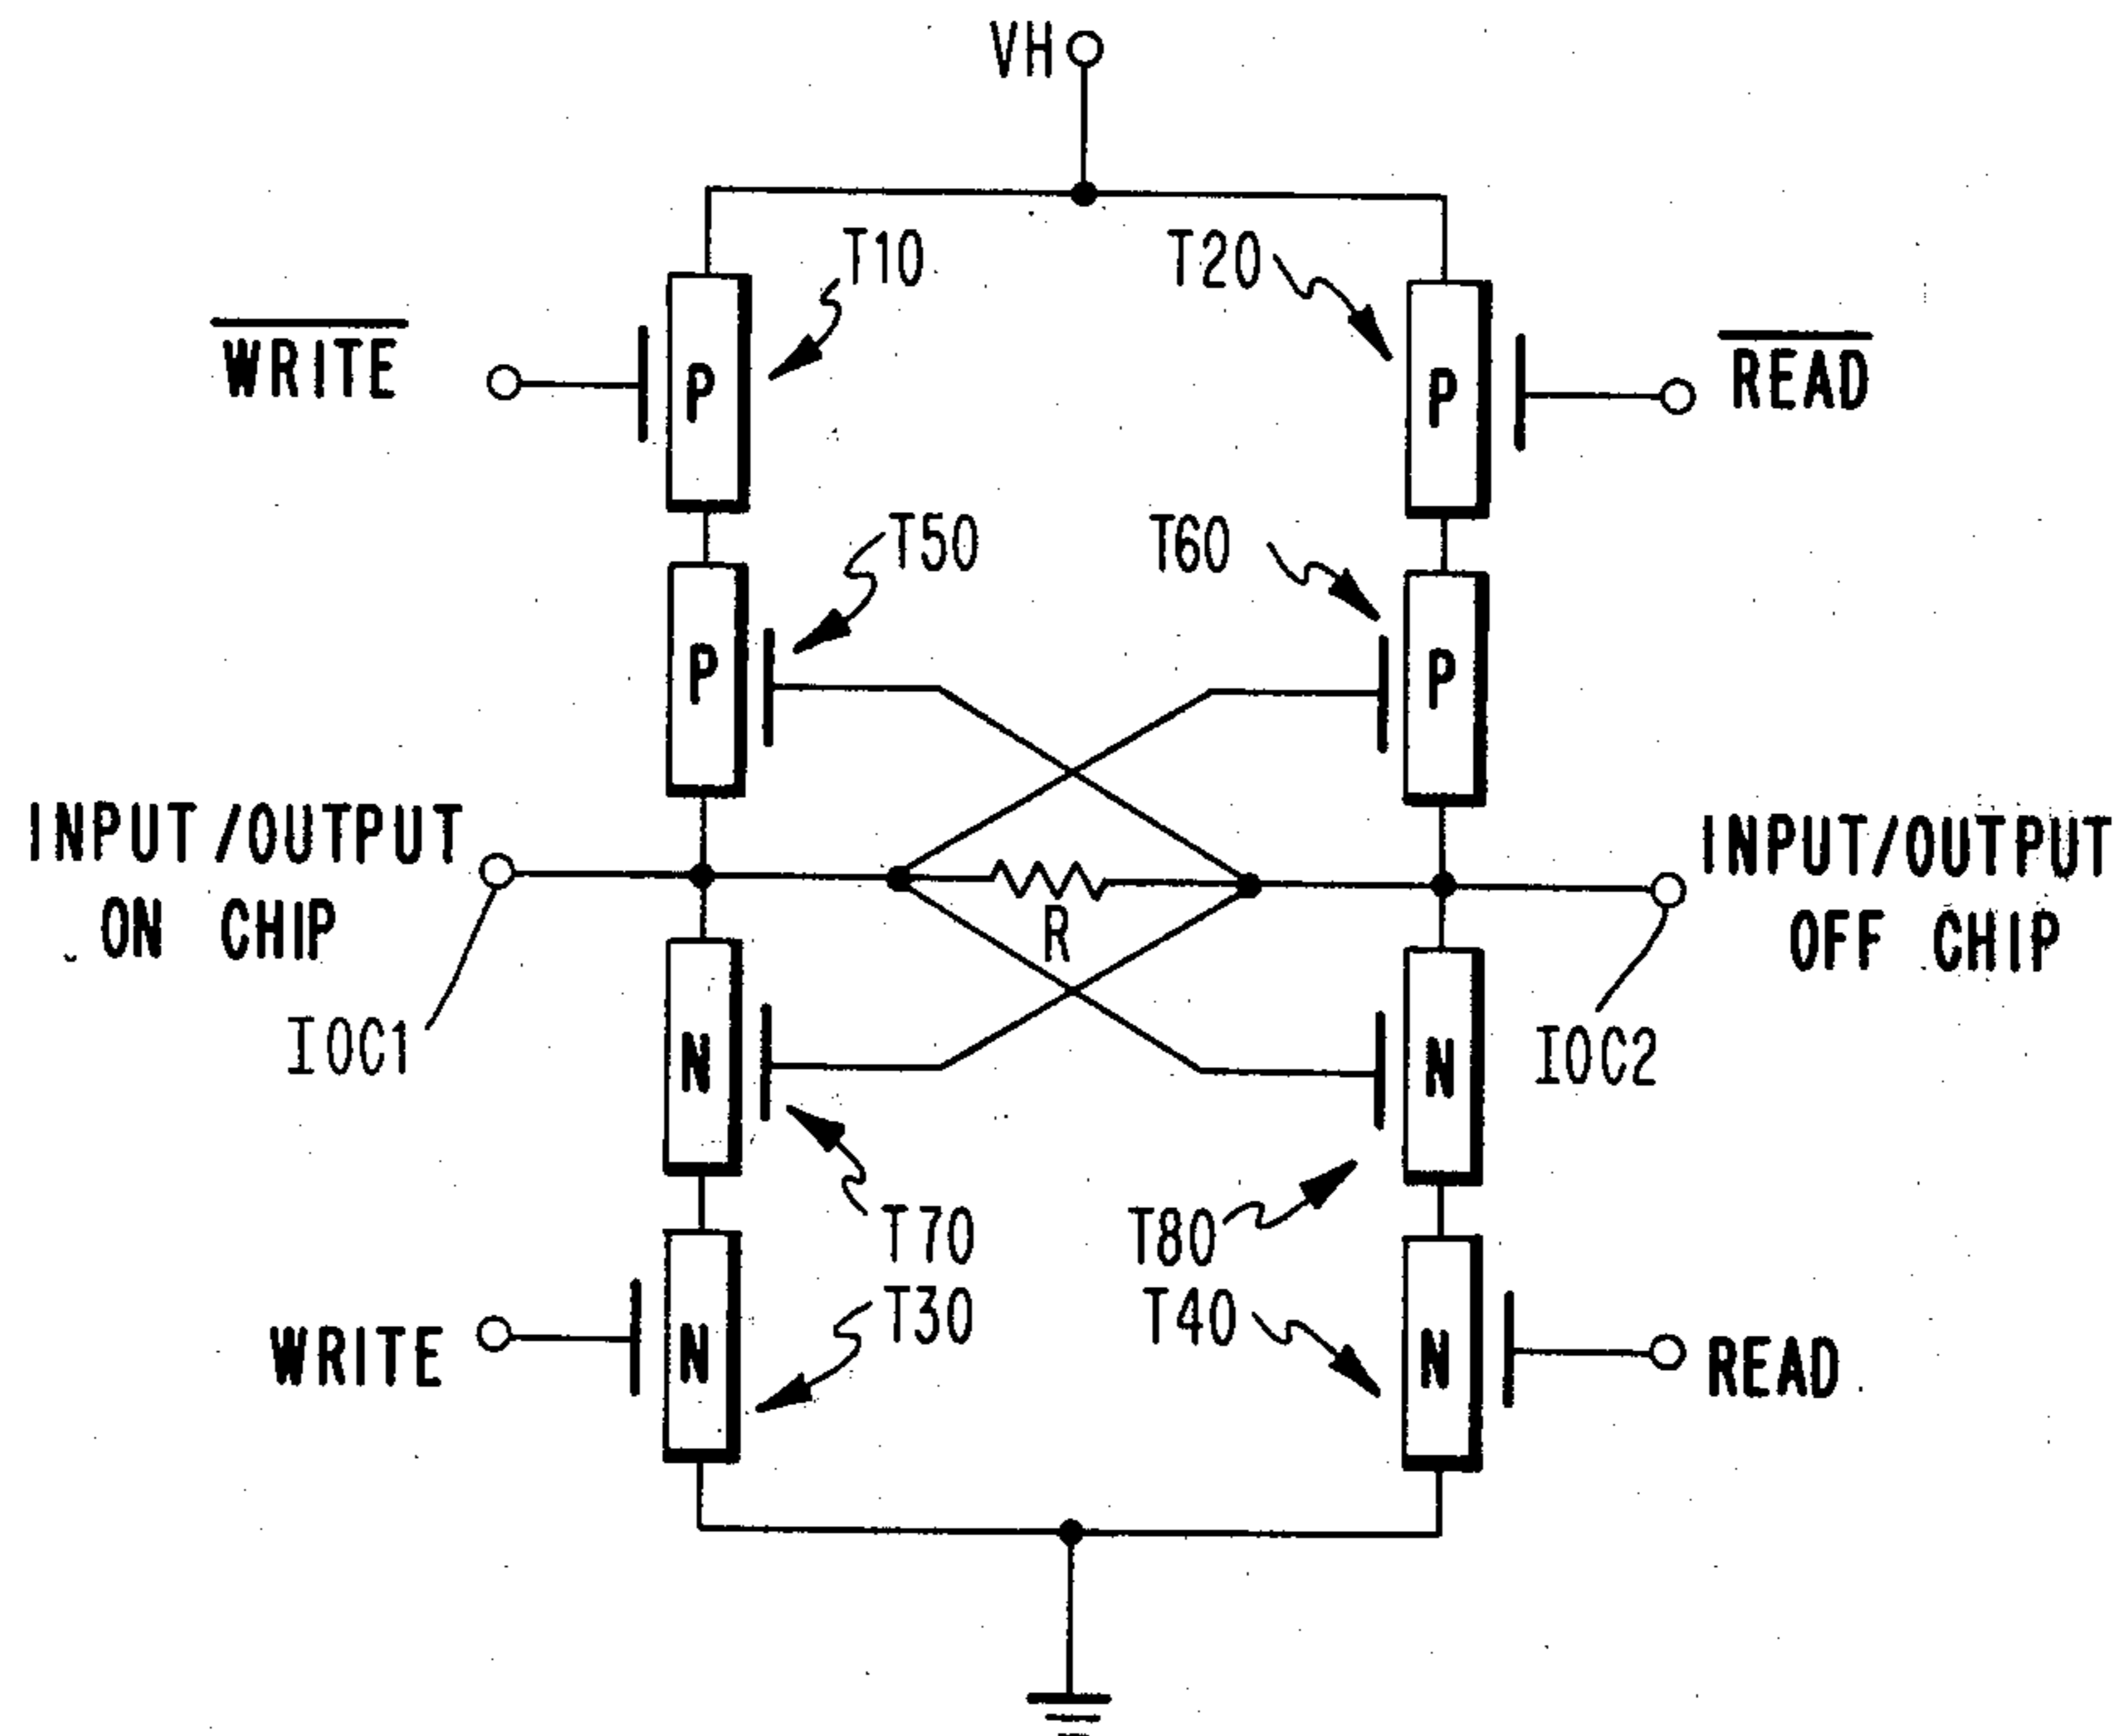 VH
T10
T20
WRITE
P
P
READ
T50
T60
P
P
INPUT/OUTPUT
ON CHIP
R
INPUT/OUTPUT
OFF CHIP
IOC1
N
N
IOC2
T70
T80
T30
T40
WRITE
N
N
READ